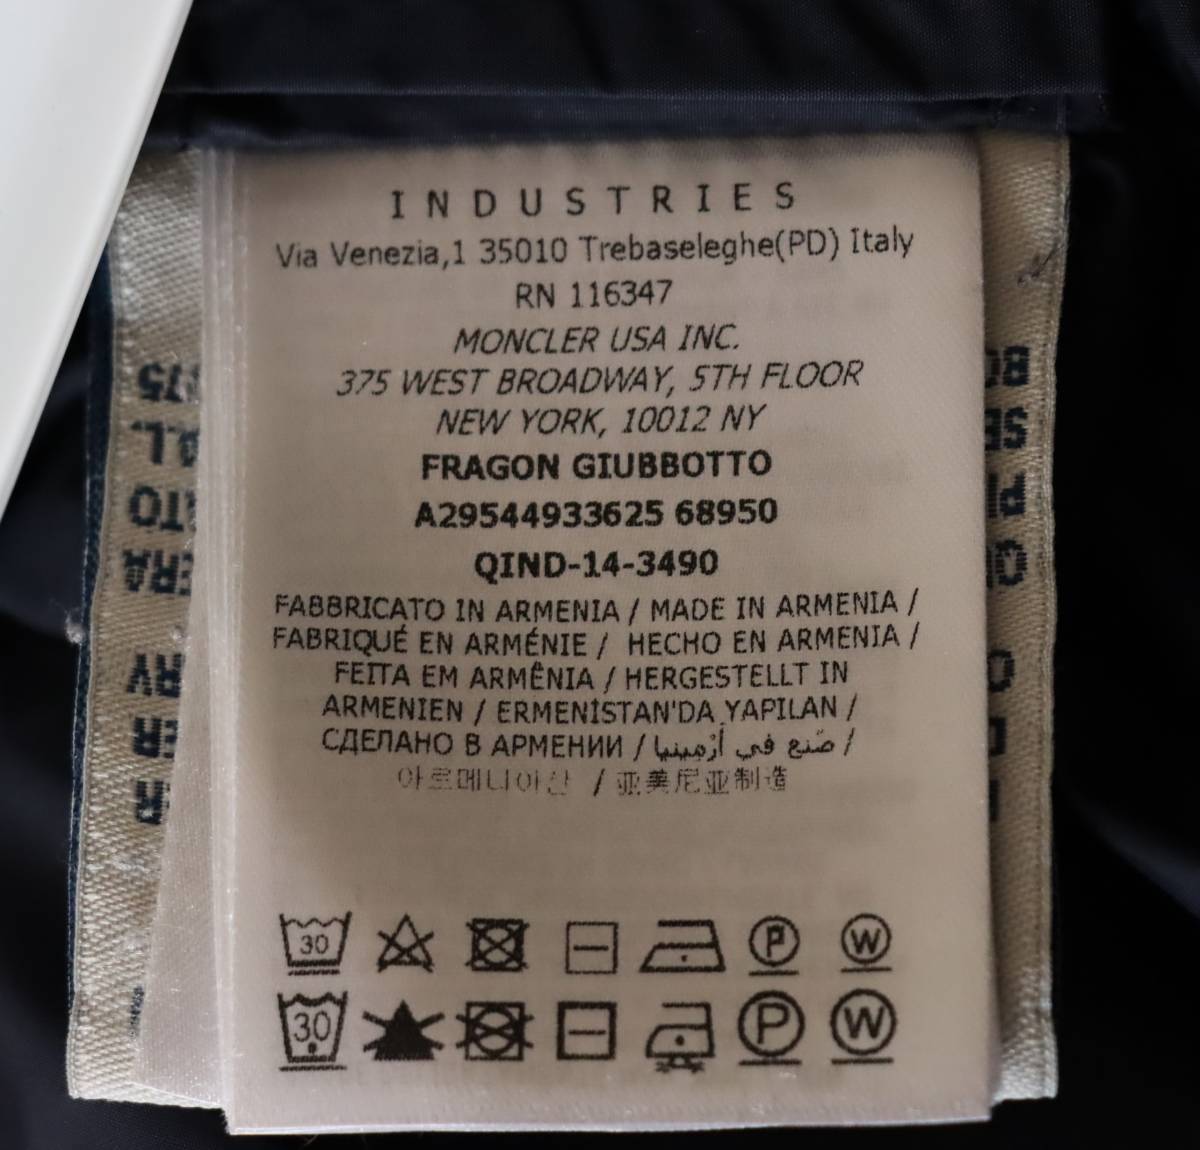 INDUSTRIES
Via Venezia,1 35010 Trebaseleghe(PD) Italy
RN 116347
MONCLER USA INC.
375 WEST BROADWAY, 5TH FLOOR
NEW YORK, 10012 NY
FRAGON GIUBBOTTO
A29544933625 68950
QIND-14-3490
FABBRICATO IN ARMENIA / MADE IN ARMENIA /
FABRIQUÉ EN ARMÉNIE / HECHO EN ARMENIA /
FEITA EM ARMÊNIA / HERGESTELLT IN
ARMENIEN / ERMENİSTAN'DA YAPILAN /
СДЕЛАНО В АРМЕНИИ / صّنع في أرْمِينيا /
아르메니아산 / 亚美尼亚制造
30 P W
30 P W